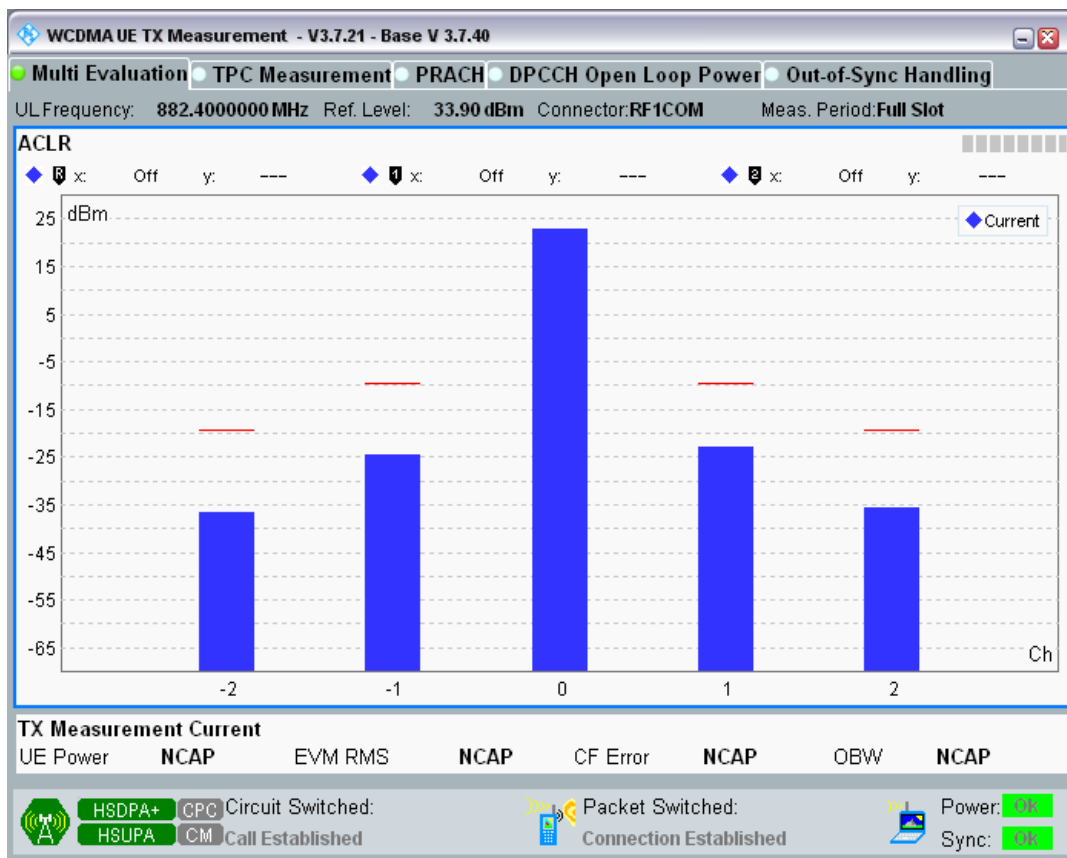 WCDMA UE TX Measurement - V3.7.21 - Base V 3.7.40
Multi Evaluation TPC Measurement PRACH DPCCH Open Loop Power Out-of-Sync Handling
UL Frequency: 882.4000000 MHz Ref. Level: 33.90 dBm Connector:RF1COM Meas. Period:Full Slot
ACLR
R x: Off y: --- 1 x: Off y: --- 2 x: Off y: ---
dBm
Current
25
15
5
-5
-15
-25
-35
-45
-55
-65
Ch
-2 -1 0 1 2
TX Measurement Current
UE Power NCAP EVM RMS NCAP CF Error NCAP OBW NCAP
HSDPA+ CPC Circuit Switched: Packet Switched: Power: Ok
HSUPA CM Call Established Connection Established Sync: Ok